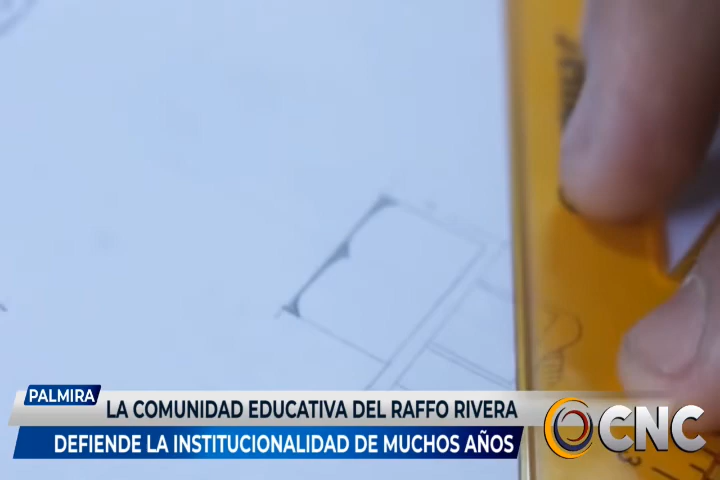 PALMIRA
LA COMUNIDAD EDUCATIVA DEL RAFFO RIVERA
DEFIENDE LA INSTITUCIONALIDAD DE MUCHOS AÑOS
CNC